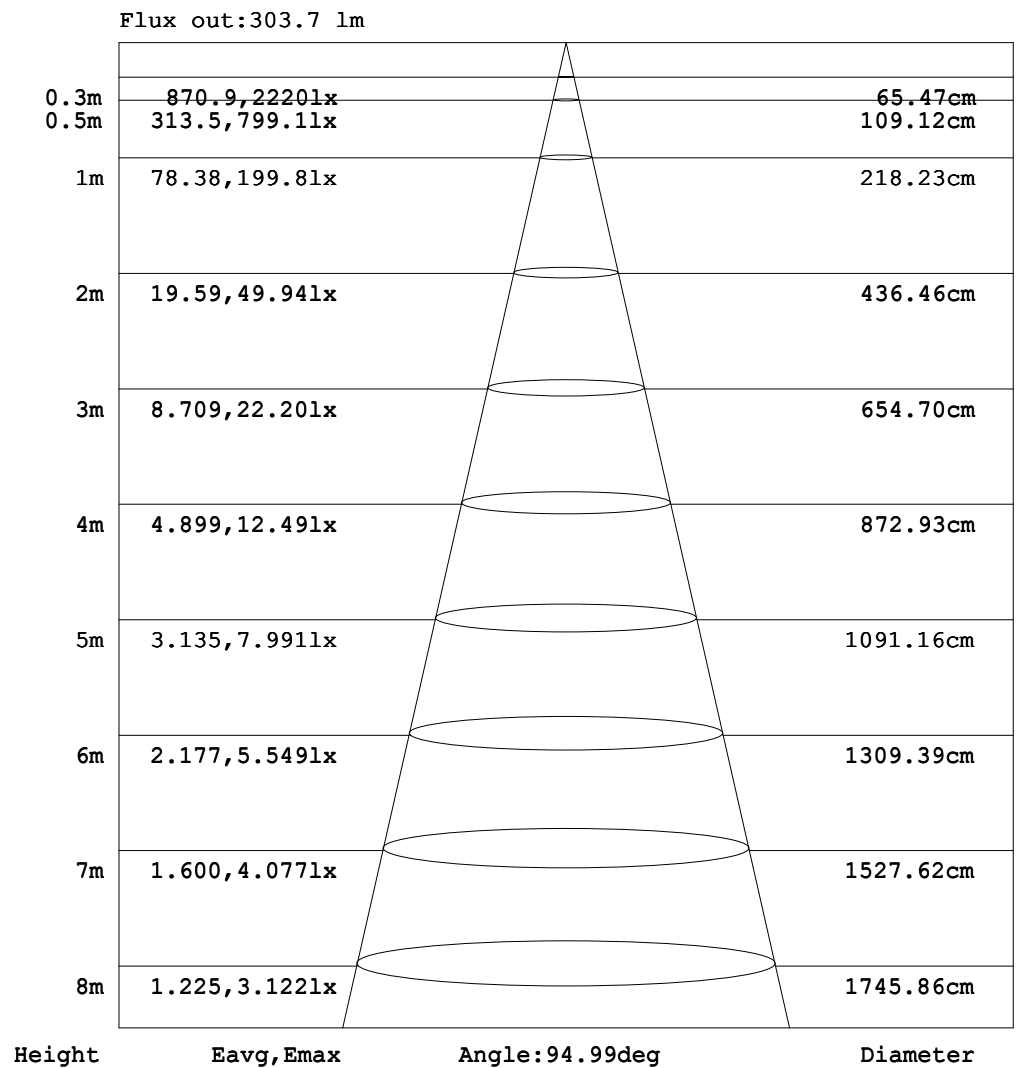 Flux out:303.7 lm
0.3m 870.9,2220lx 65.47cm
0.5m 313.5,799.1lx 109.12cm
1m 78.38,199.8lx 218.23cm
2m 19.59,49.94lx 436.46cm
3m 8.709,22.20lx 654.70cm
4m 4.899,12.49lx 872.93cm
5m 3.135,7.991lx 1091.16cm
6m 2.177,5.549lx 1309.39cm
7m 1.600,4.077lx 1527.62cm
8m 1.225,3.122lx 1745.86cm
Height Eavg,Emax Angle:94.99deg Diameter